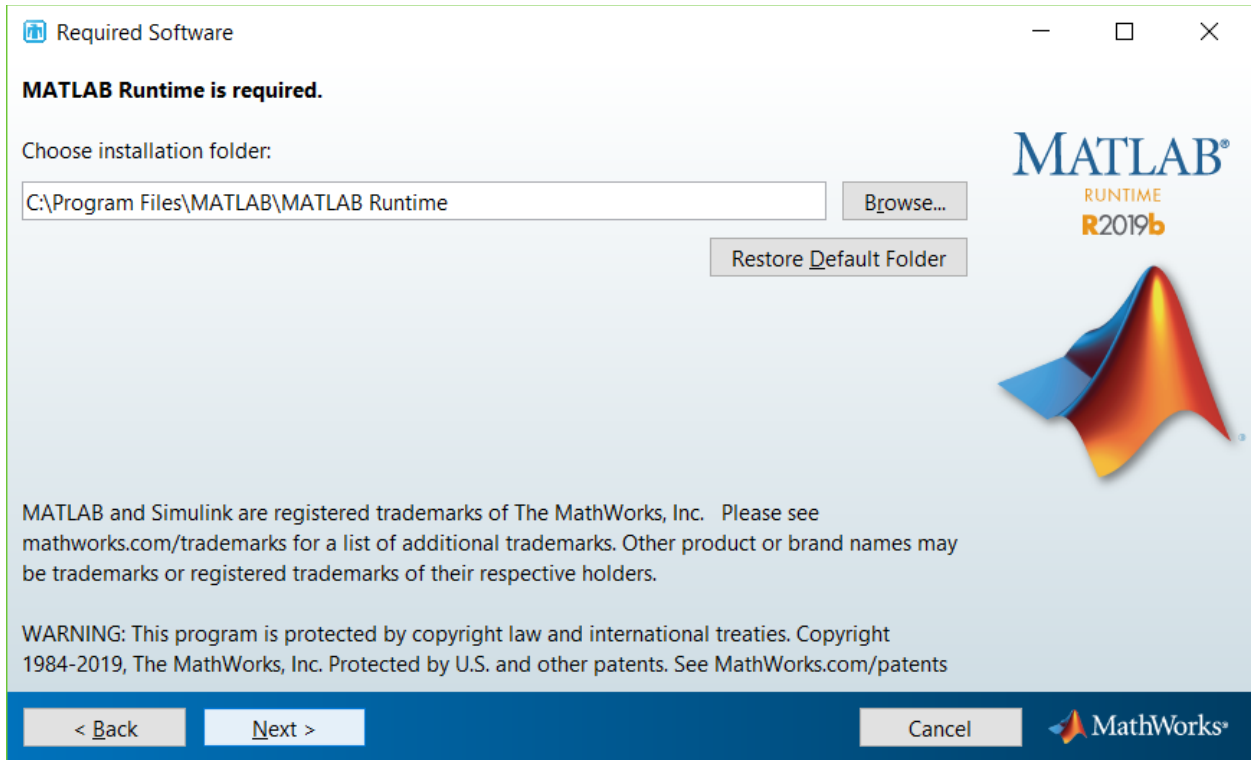 Required Software
MATLAB Runtime is required.
Choose installation folder:
C:\Program Files\MATLAB\MATLAB Runtime
Browse...
Restore Default Folder
MATLAB®
RUNTIME
R2019b
MATLAB and Simulink are registered trademarks of The MathWorks, Inc.   Please see
mathworks.com/trademarks for a list of additional trademarks. Other product or brand names may
be trademarks or registered trademarks of their respective holders.
WARNING: This program is protected by copyright law and international treaties. Copyright
1984-2019, The MathWorks, Inc. Protected by U.S. and other patents. See MathWorks.com/patents
< Back
Next >
Cancel
MathWorks®